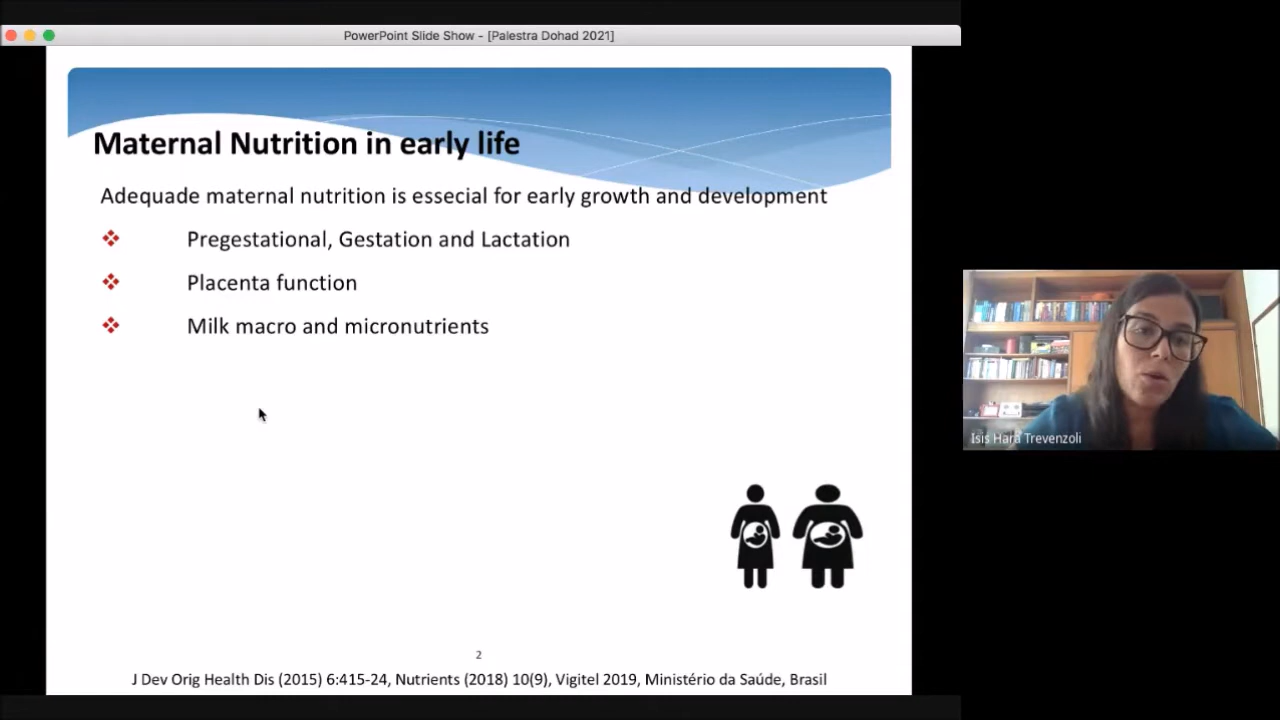 PowerPoint Slide Show - [Palestra Dohad 2021]
Maternal Nutrition in early life
Adequade maternal nutrition is essecial for early growth and development
Pregestational, Gestation and Lactation
Placenta function
Milk macro and micronutrients
2
J Dev Orig Health Dis (2015) 6:415-24, Nutrients (2018) 10(9), Vigitel 2019, Ministério da Saúde, Brasil
Isis Hara Trevenzoli